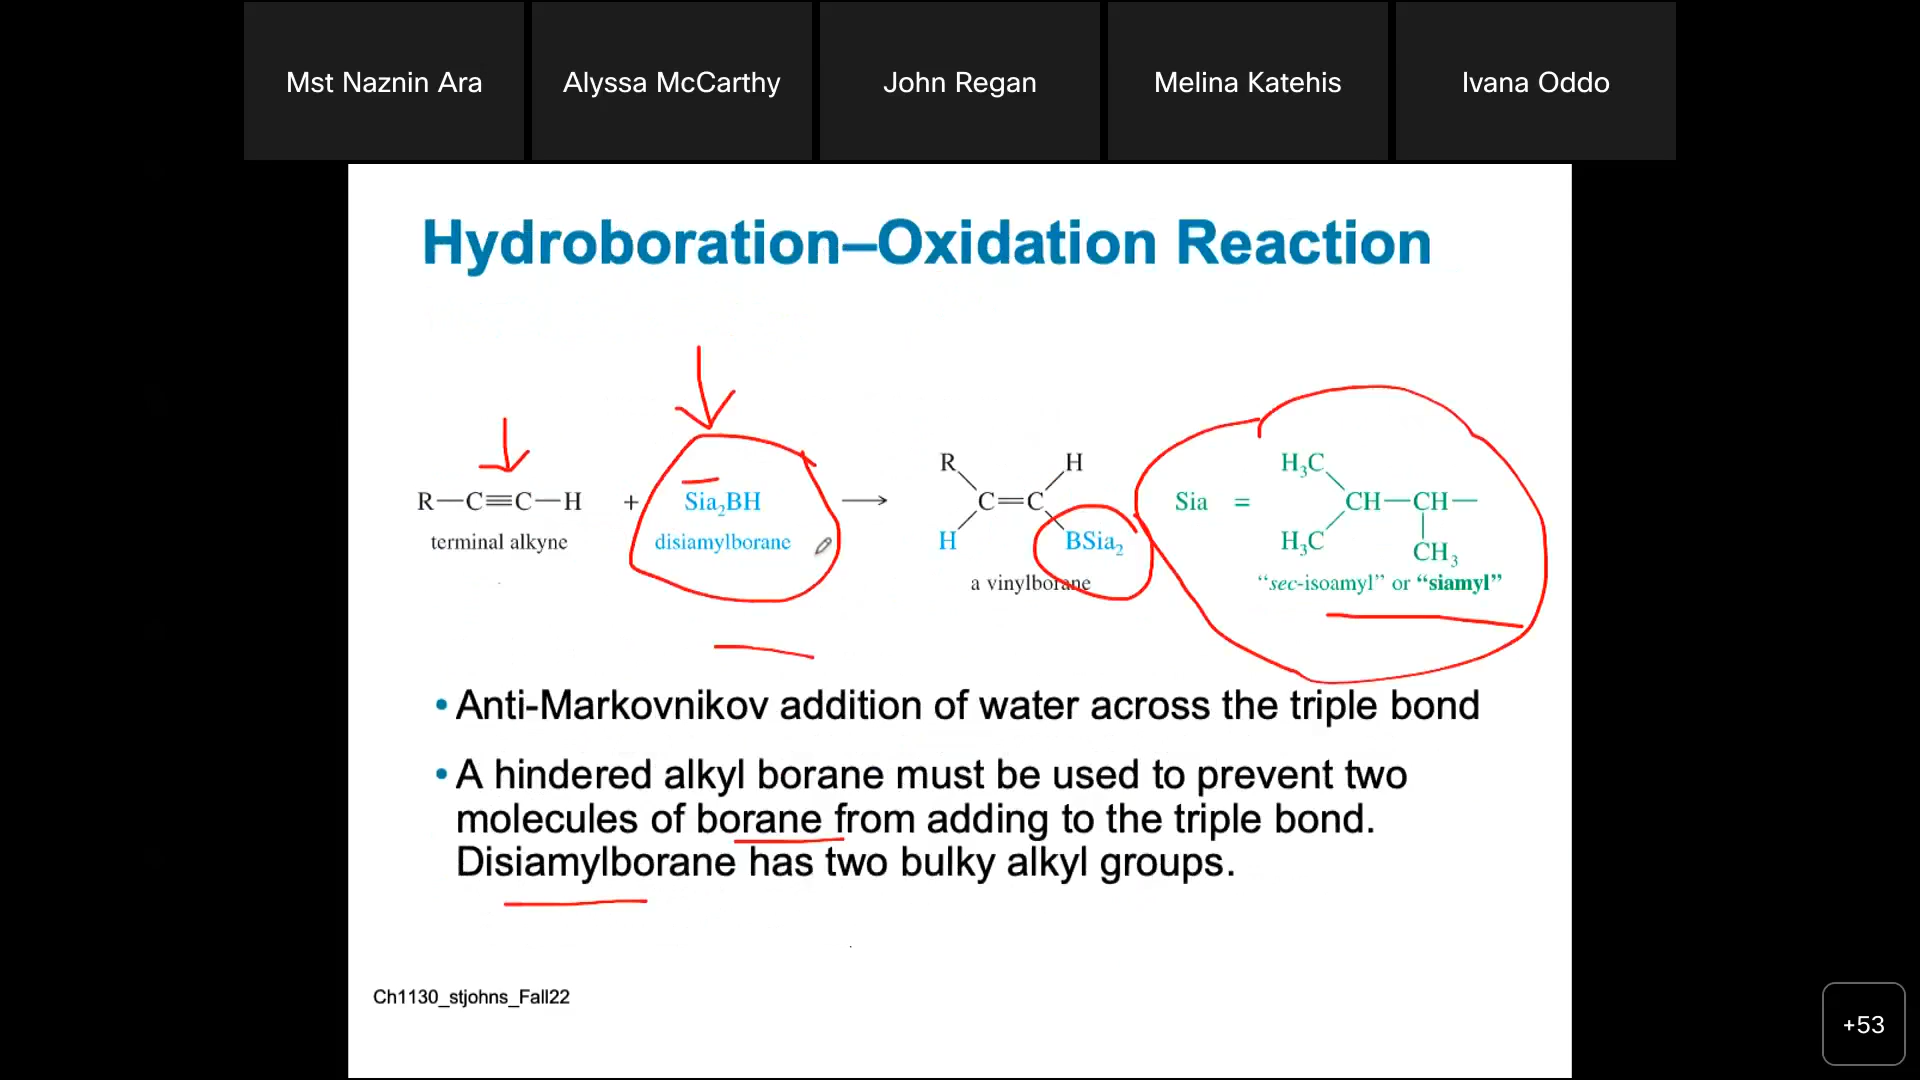 Mst Naznin Ara
Alyssa McCarthy
John Regan
Melina Katehis
Ivana Oddo
Hydroboration–Oxidation Reaction
R—C≡C—H + Sia₂BH ⟶
terminal alkyne
disiamylborane
R H
C=C
H BSia₂
a vinylborane
Sia =
H₃C
CH—CH—
H₃C CH₃
“sec-isoamyl” or “siamyl”
• Anti-Markovnikov addition of water across the triple bond
• A hindered alkyl borane must be used to prevent two
molecules of borane from adding to the triple bond.
Disiamylborane has two bulky alkyl groups.
Ch1130_stjohns_Fall22
+53